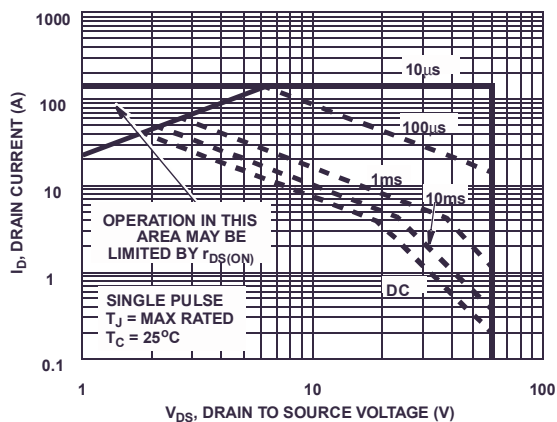 1000
100
10
1
0.1
I_D, DRAIN CURRENT (A)
10μs
100μs
1ms
10ms
DC
OPERATION IN THIS
AREA MAY BE
LIMITED BY r_DS(ON)
SINGLE PULSE
T_J = MAX RATED
T_C = 25°C
1
10
100
V_DS, DRAIN TO SOURCE VOLTAGE (V)